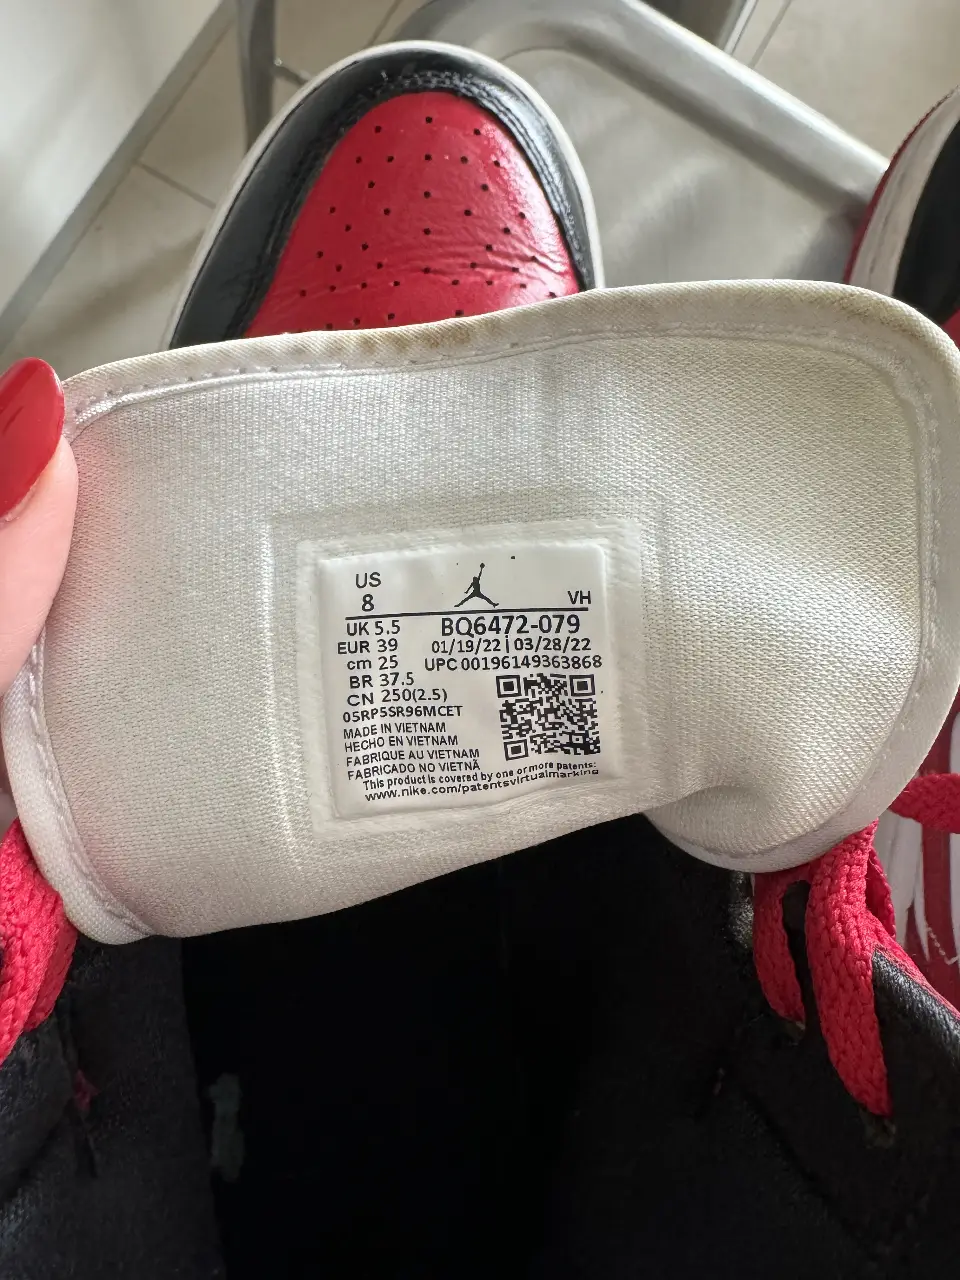 US
8
VH
UK 5.5
BQ6472-079
EUR 39
01/19/22 | 03/28/22
cm 25
UPC 00196149363868
BR 37.5
CN 250(2.5)
05RP5SR96MCET
MADE IN VIETNAM
HECHO EN VIETNAM
FABRIQUE AU VIETNAM
FABRICADO NO VIETNÃ
This product is covered by one or more patents:
www.nike.com/patentsvirtualmarking